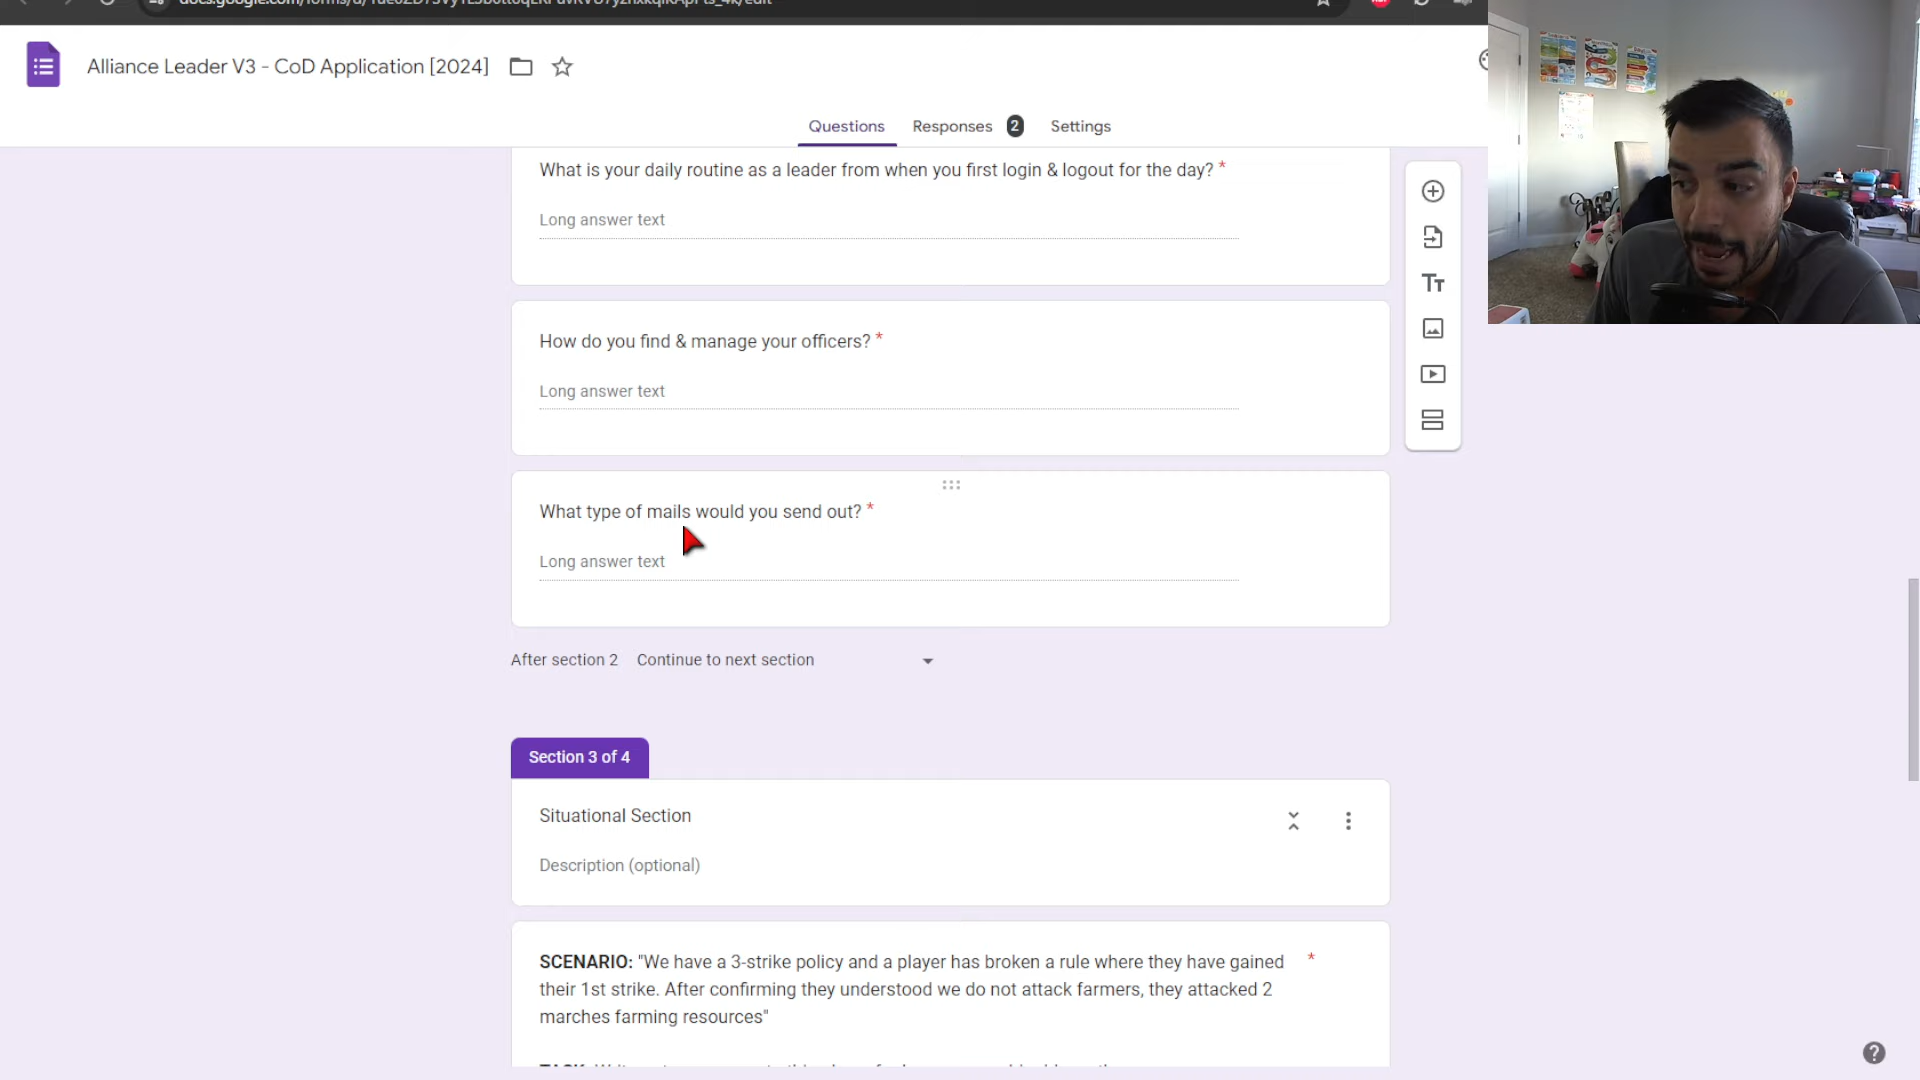 Alliance Leader V3 - CoD Application [2024]
Questions
Responses 2
Settings
What is your daily routine as a leader from when you first login & logout for the day? *
Long answer text
How do you find & manage your officers? *
Long answer text
What type of mails would you send out? *
Long answer text
After section 2 Continue to next section
Section 3 of 4
Situational Section
Description (optional)
SCENARIO: "We have a 3-strike policy and a player has broken a rule where they have gained *
their 1st strike. After confirming they understood we do not attack farmers, they attacked 2
marches farming resources"